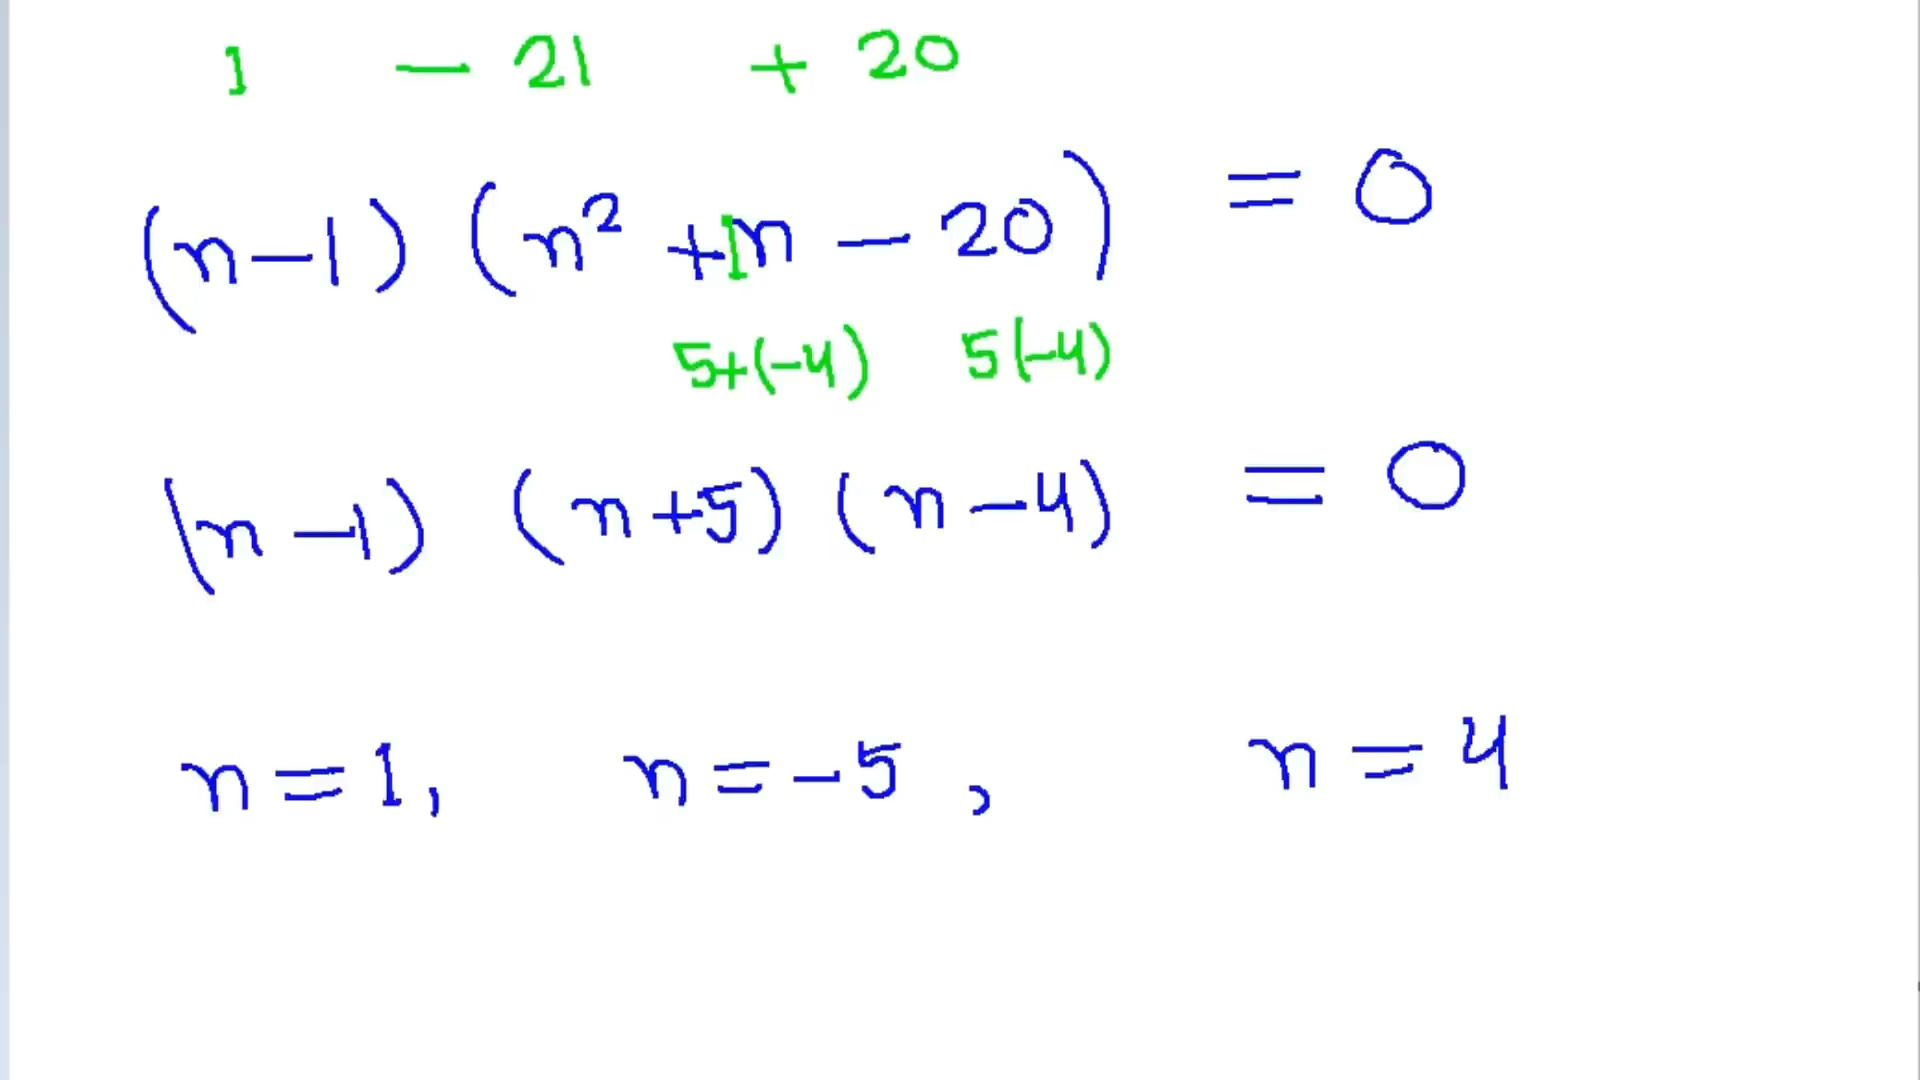 1 - 21 + 20
(n-1) (n² +1n - 20) = 0
5+(-4) 5(-4)
(n-1) (n+5) (n-4) = 0
n=1, n=-5, n=4